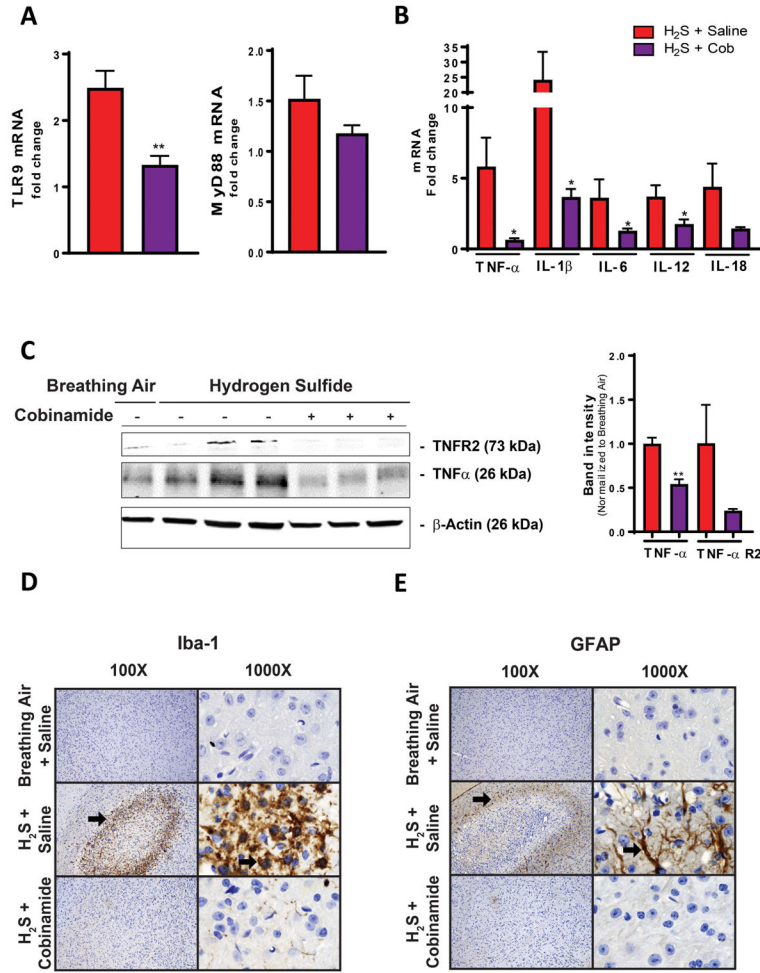 A
3
2
1
0
TLR9 mRNA
fold change
**
2.0
1.5
1.0
0.5
0.0
MyD88 mRNA
fold change
B
H2S + Saline
H2S + Cob
35
30
25
20
10
5
0
mRNA
Fold change
* * * *
TNF-α IL-1β IL-6 IL-12 IL-18
C
Breathing Air Hydrogen Sulfide
Cobinamide - - - - + + +
- TNFR2 (73 kDa)
- TNFα (26 kDa)
- β-Actin (26 kDa)
2.0
1.5
1.0
0.5
0.0
Band intensity
(Normailized to Breathing Air)
**
TNF-α TNF-α R2
D
Iba-1
100X 1000X
Breathing Air
+ Saline
H2S +
Saline
H2S +
Cobinamide
E
GFAP
100X 1000X
Breathing Air
+ Saline
H2S +
Saline
H2S +
Cobinamide